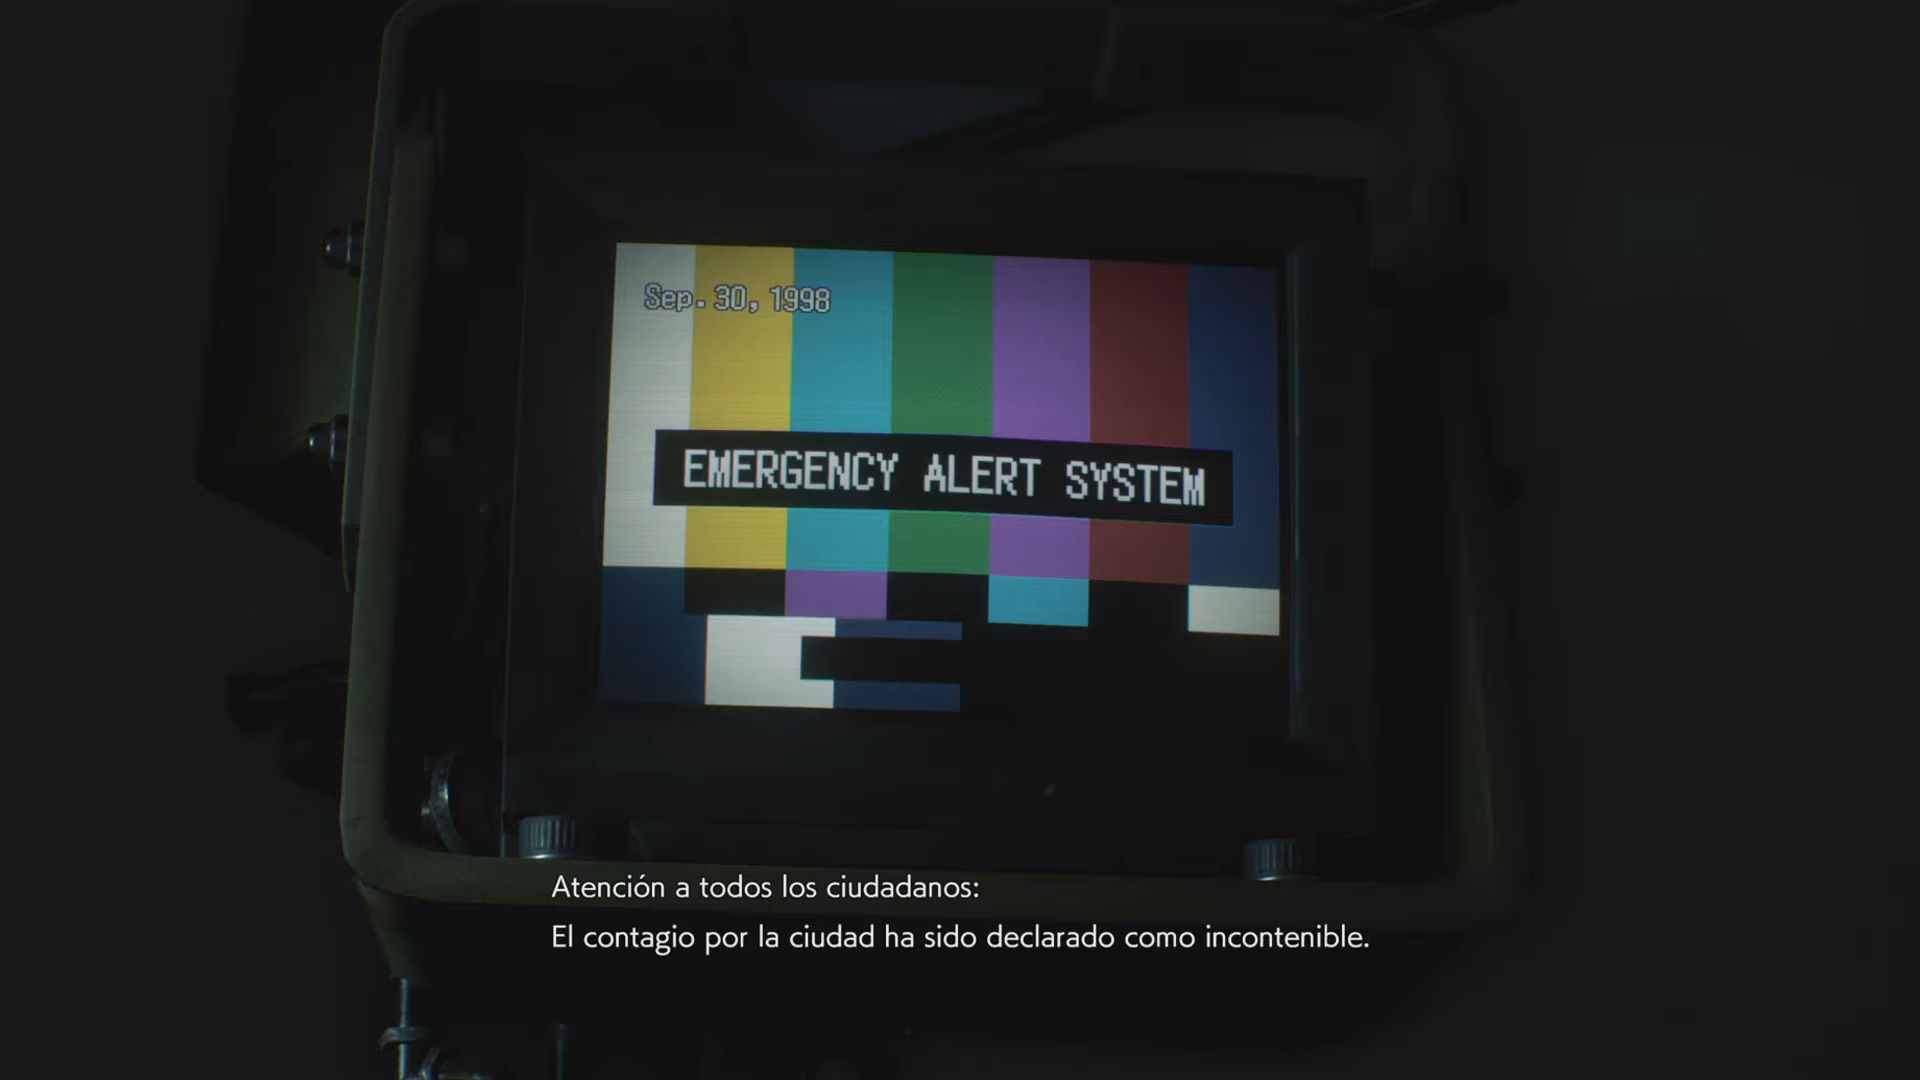 Sep. 30, 1998
EMERGENCY ALERT SYSTEM
Atención a todos los ciudadanos:
El contagio por la ciudad ha sido declarado como incontenible.